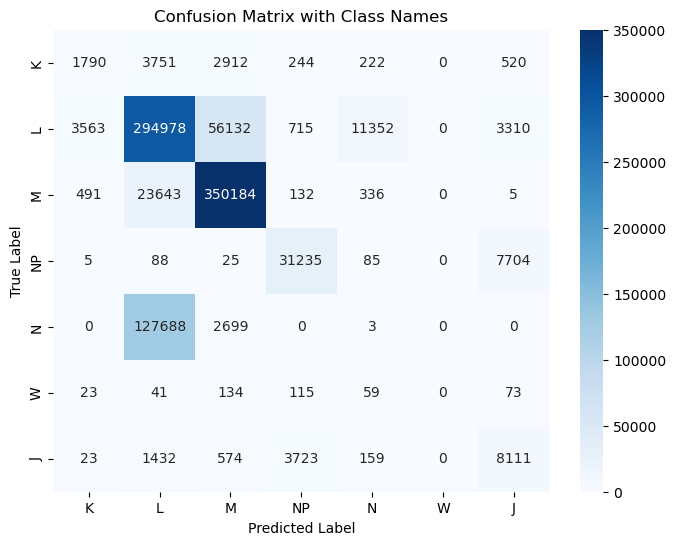 Confusion Matrix with Class Names
K 1790 3751 2912 244 222 0 520
L 3563 294978 56132 715 11352 0 3310
M 491 23643 350184 132 336 0 5
NP 5 88 25 31235 85 0 7704
N 0 127688 2699 0 3 0 0
W 23 41 134 115 59 0 73
J 23 1432 574 3723 159 0 8111
K L M NP N W J
Predicted Label
True Label
350000
300000
250000
200000
150000
100000
50000
0